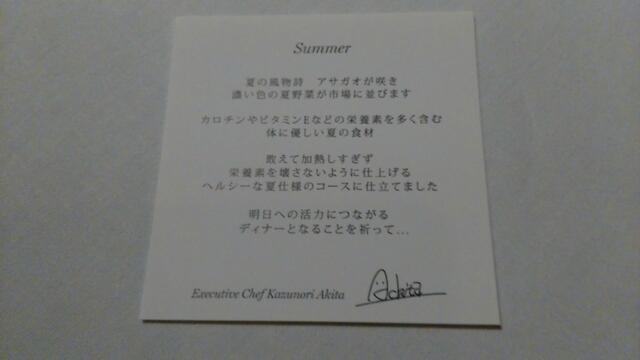 Summer
夏の風物詩　アサガオが咲き
濃い色の夏野菜が市場に並びます
カロチンやビタミンEなどの栄養素を多く含む
体に優しい夏の食材
敢えて加熱しすぎず
栄養素を壊さないように仕上げる
ヘルシーな夏仕様のコースに仕立てました
明日への活力につながる
ディナーとなることを祈って…
Executive Chef Kazunori Akita
Akita